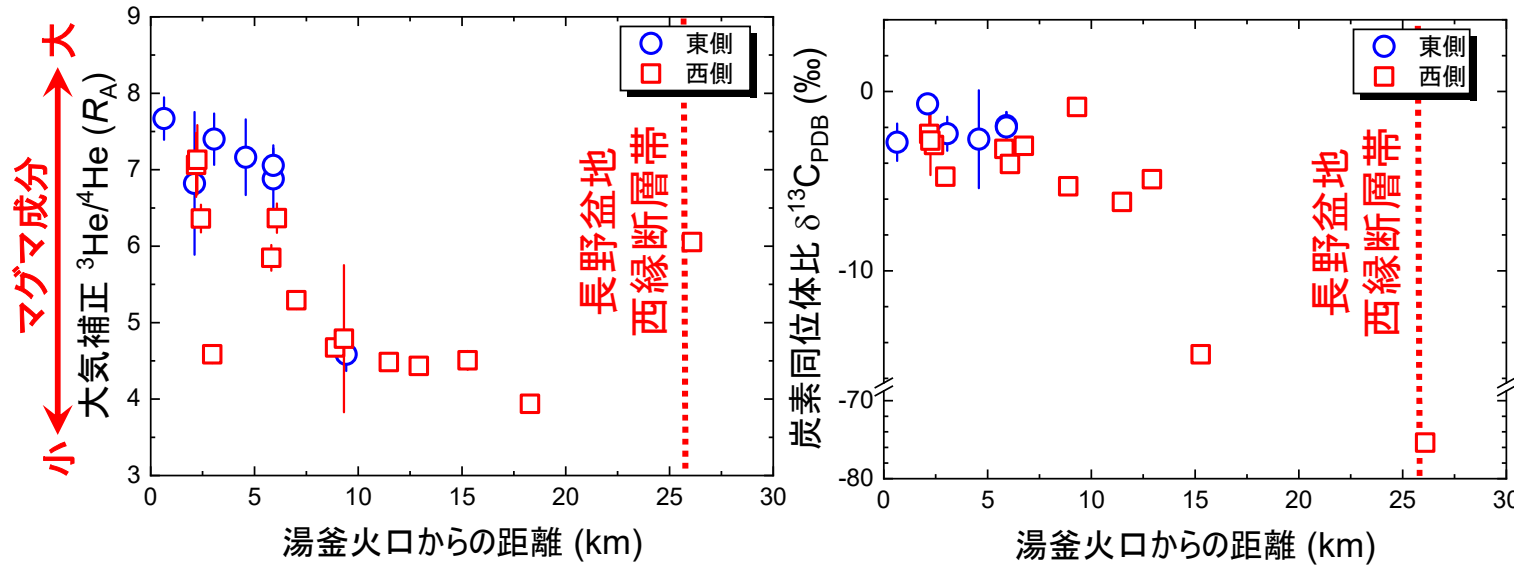 大
マグマ成分
小
大気補正 ³He/⁴He (R_A)
9
8
7
6
5
4
3
0
5
10
15
20
25
30
湯釜火口からの距離 (km)
東側
西側
長野盆地
西縁断層帯
炭素同位体比 δ¹³C_PDB (‰)
0
-10
-70
-80
0
5
10
15
20
25
30
湯釜火口からの距離 (km)
東側
西側
長野盆地
西縁断層帯